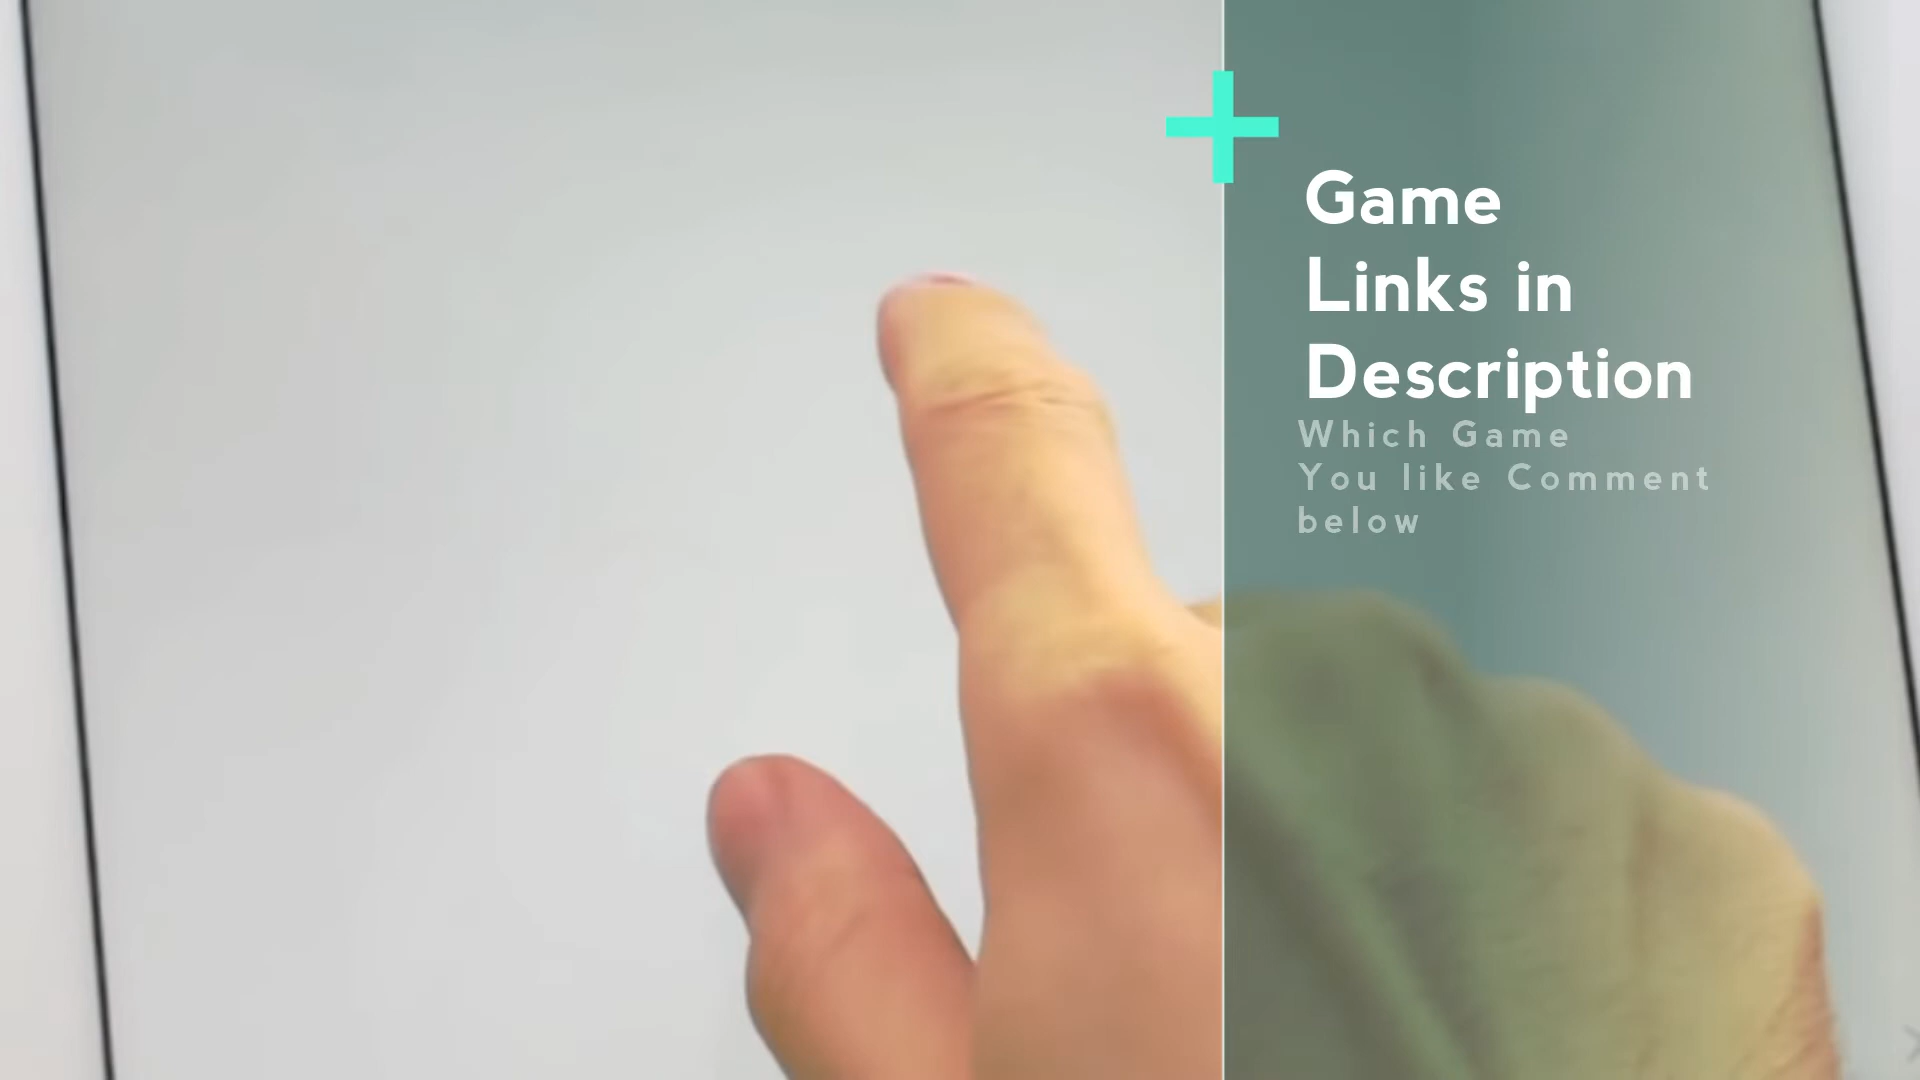 Game
Links in
Description
Which Game
You like Comment
below